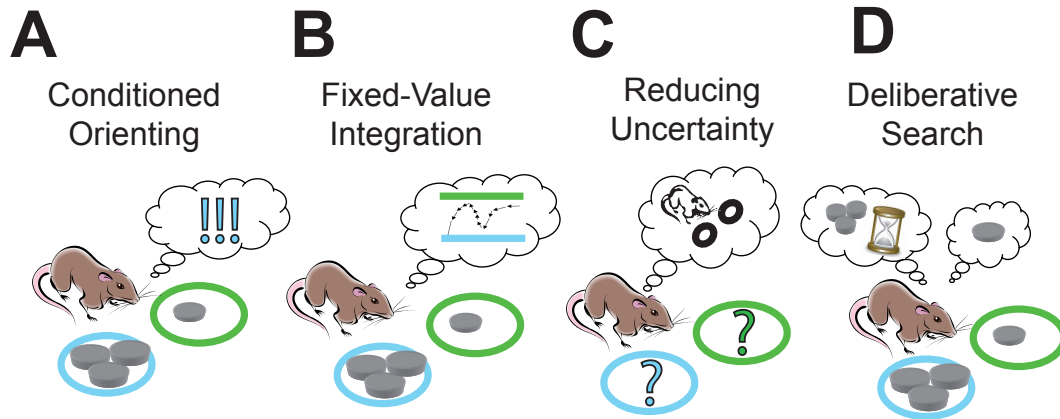 A
B
C
D
Conditioned
Orienting
Fixed-Value
Integration
Reducing
Uncertainty
Deliberative
Search
!!!
?
?